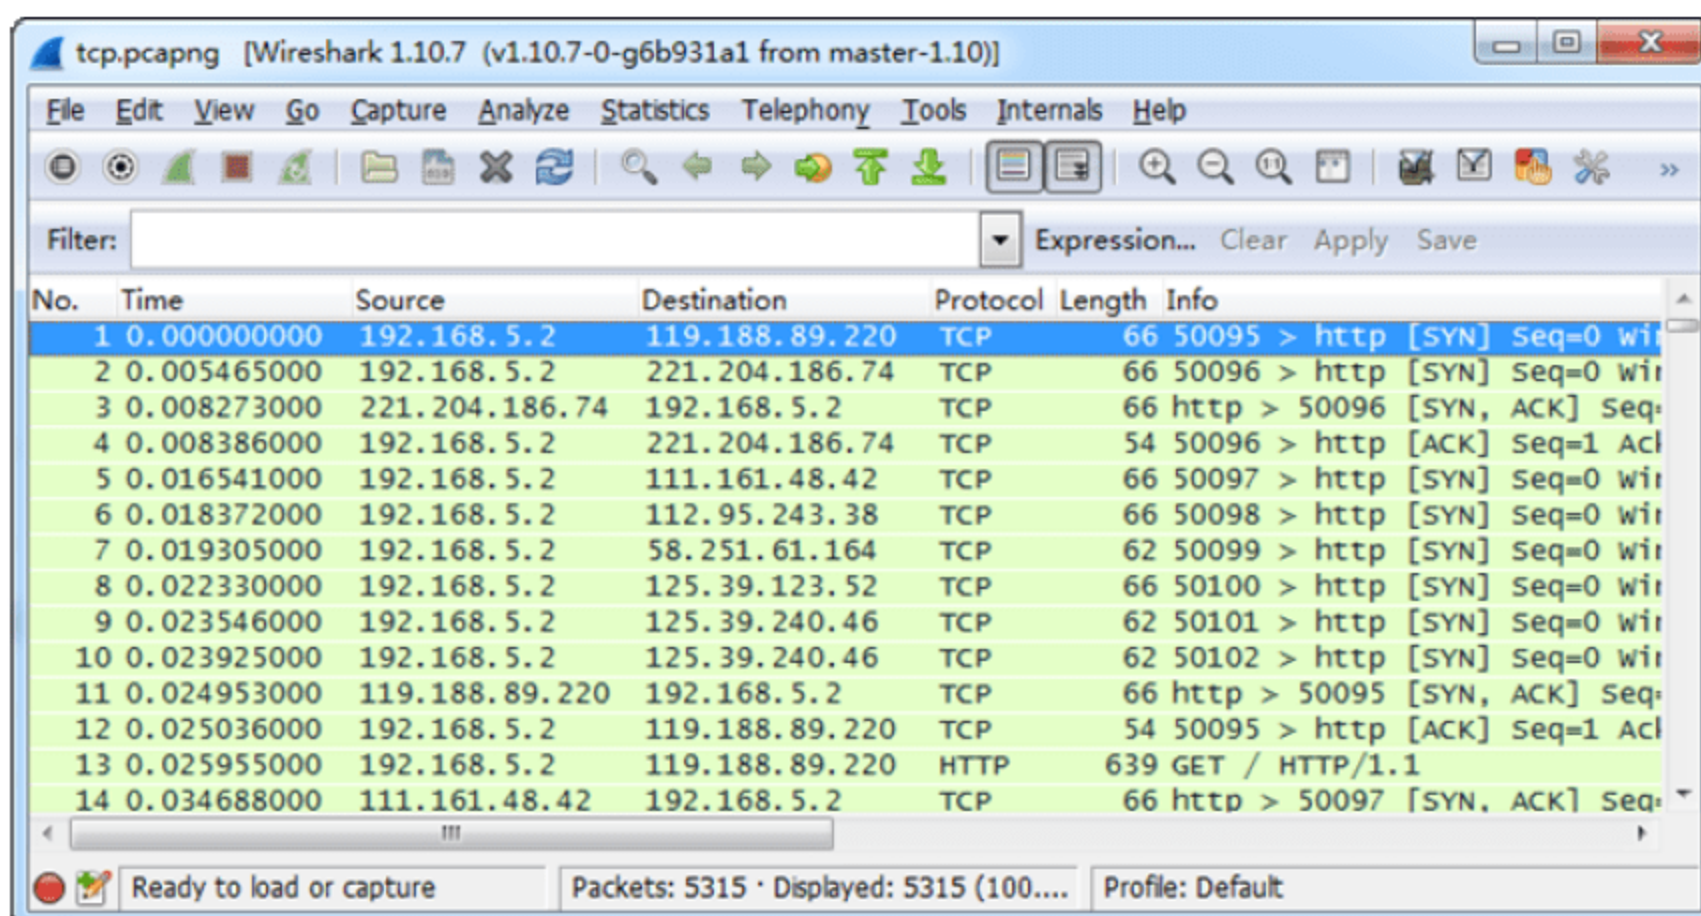 tcp.pcapng [Wireshark 1.10.7 (v1.10.7-0-g6b931a1 from master-1.10)]
File Edit View Go Capture Analyze Statistics Telephony Tools Internals Help
Filter: Expression... Clear Apply Save
No. Time Source Destination Protocol Length Info
1 0.000000000 192.168.5.2 119.188.89.220 TCP 66 50095 > http [SYN] Seq=0
2 0.005465000 192.168.5.2 221.204.186.74 TCP 66 50096 > http [SYN] Seq=0
3 0.008273000 221.204.186.74 192.168.5.2 TCP 66 http > 50096 [SYN, ACK] Seq=
4 0.008386000 192.168.5.2 221.204.186.74 TCP 54 50096 > http [ACK] Seq=1 Ack
5 0.016541000 192.168.5.2 111.161.48.42 TCP 66 50097 > http [SYN] Seq=0
6 0.018372000 192.168.5.2 112.95.243.38 TCP 66 50098 > http [SYN] Seq=0
7 0.019305000 192.168.5.2 58.251.61.164 TCP 62 50099 > http [SYN] Seq=0
8 0.022330000 192.168.5.2 125.39.123.52 TCP 66 50100 > http [SYN] Seq=0
9 0.023546000 192.168.5.2 125.39.240.46 TCP 62 50101 > http [SYN] Seq=0
10 0.023925000 192.168.5.2 125.39.240.46 TCP 62 50102 > http [SYN] Seq=0
11 0.024953000 119.188.89.220 192.168.5.2 TCP 66 http > 50095 [SYN, ACK] Seq=
12 0.025036000 192.168.5.2 119.188.89.220 TCP 54 50095 > http [ACK] Seq=1 Ack
13 0.025955000 192.168.5.2 119.188.89.220 HTTP 639 GET / HTTP/1.1
14 0.034688000 111.161.48.42 192.168.5.2 TCP 66 http > 50097 [SYN, ACK] Seq=
Ready to load or capture Packets: 5315 · Displayed: 5315 (100.... Profile: Default